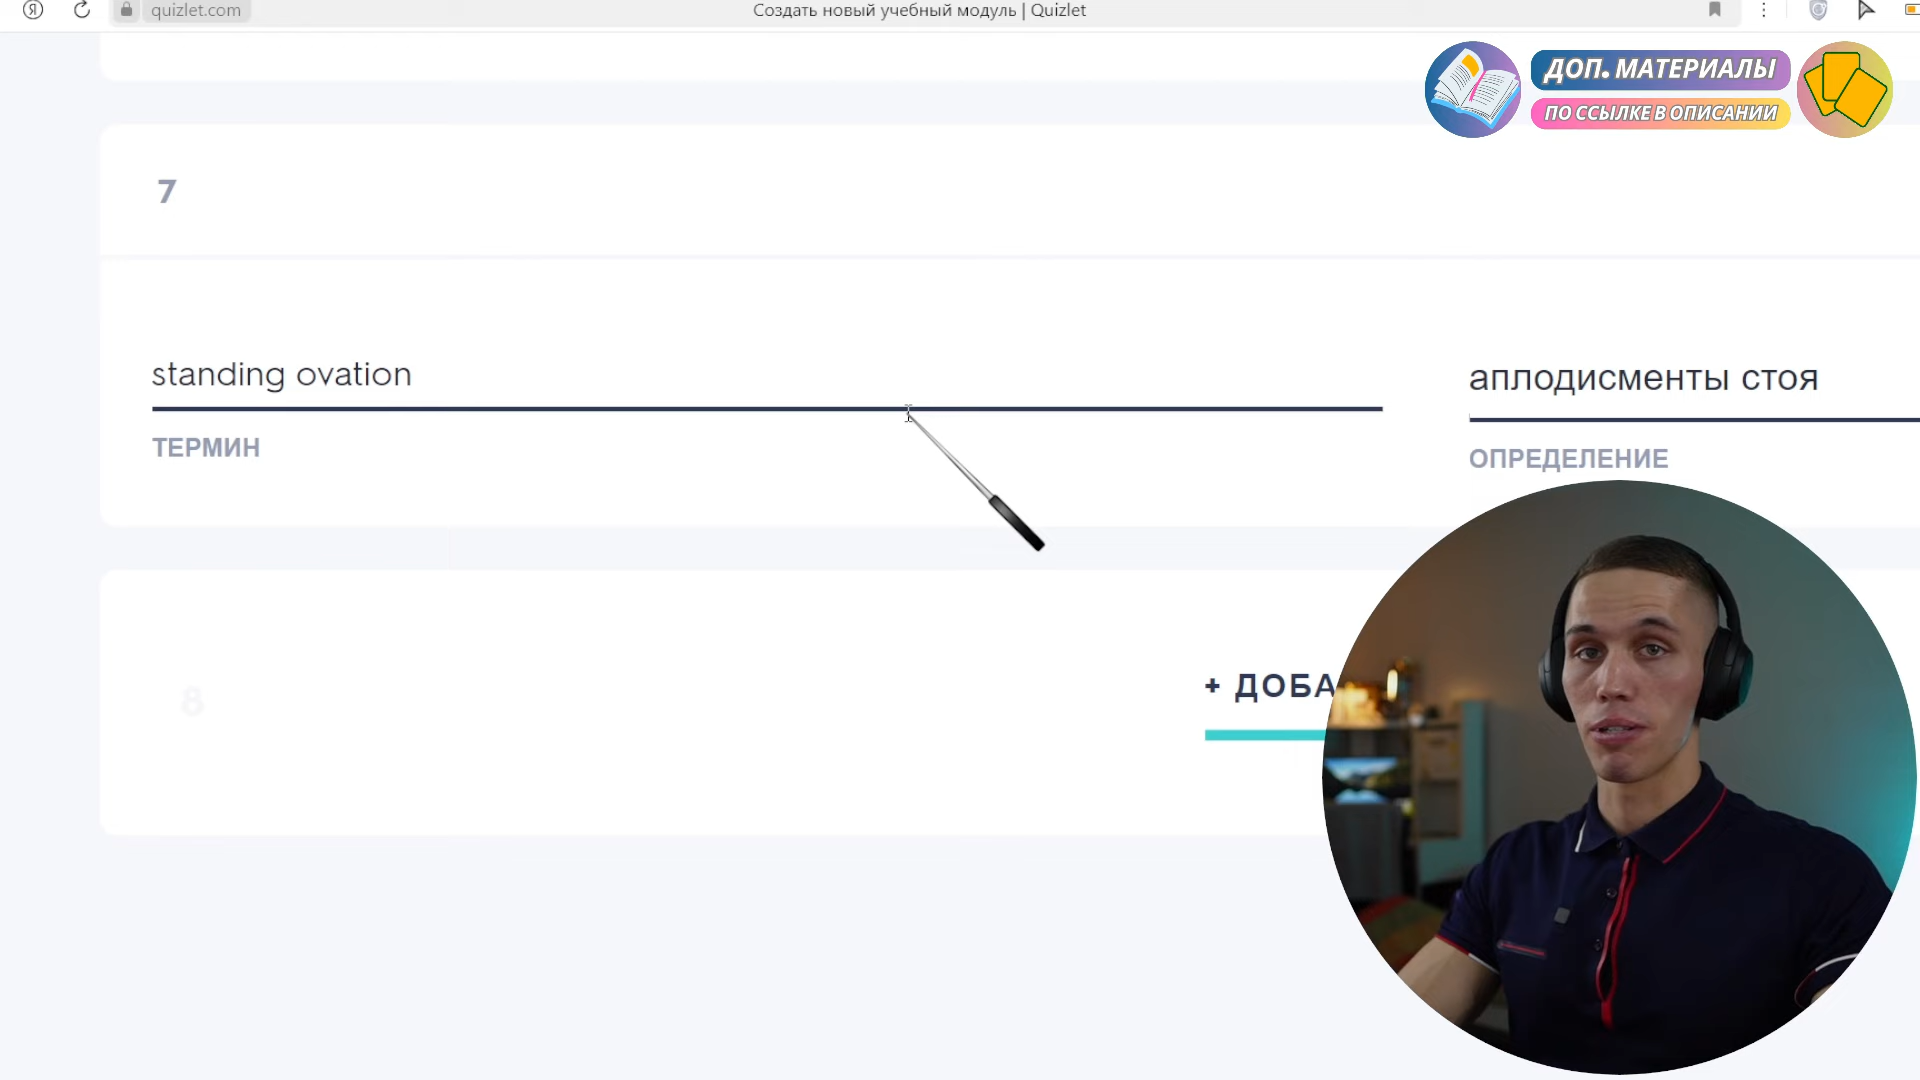 quizlet.com
Создать новый учебный модуль | Quizlet
ДОП. МАТЕРИАЛЫ
ПО ССЫЛКЕ В ОПИСАНИИ
7
standing ovation
аплодисменты стоя
ТЕРМИН
ОПРЕДЕЛЕНИЕ
8
+ ДОБА